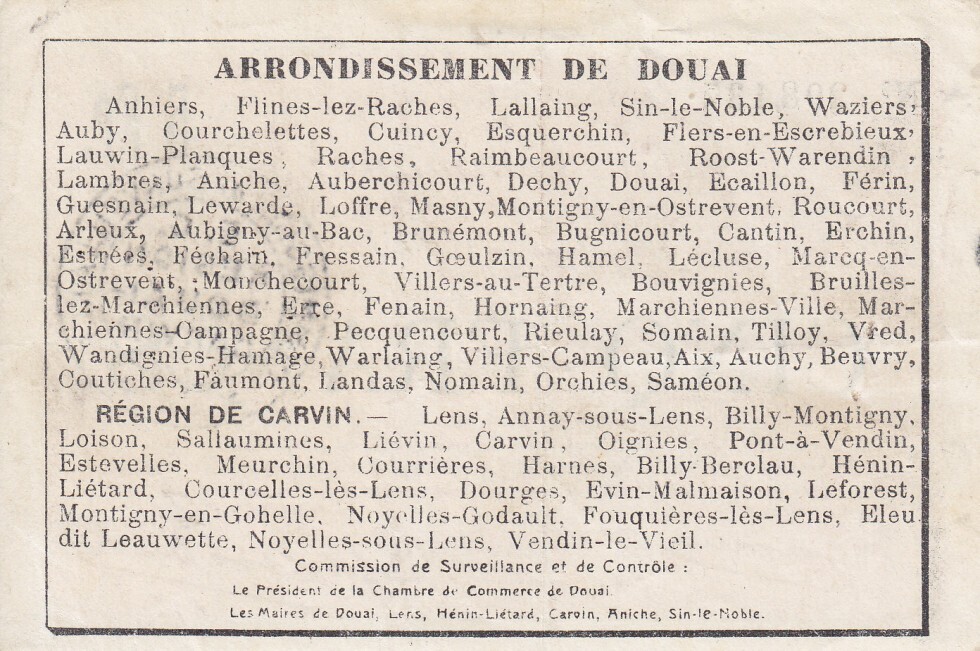 ARRONDISSEMENT DE DOUAI
Anhiers, Flines-lez-Raches, Lallaing, Sin-le-Noble, Waziers,
Auby, Courchelettes, Cuincy, Esquerchin, Flers-en-Escrebieux,
Lauwin-Planques, Raches, Raimbeaucourt, Roost-Warendin,
Lambres, Aniche, Auberchicourt, Dechy, Douai, Ecaillon, Férin,
Guesnain, Lewarde, Loffre, Masny, Montigny-en-Ostrevent, Roucourt,
Arleux, Aubigny-au-Bac, Brunémont, Bugnicourt, Cantin, Erchin,
Estrées, Féchain, Fressain, Gœulzin, Hamel, Lécluse, Marcq-en-
Ostrevent, Monchecourt, Villers-au-Tertre, Bouvignies, Bruilles-
lez-Marchiennes, Erre, Fenain, Hornaing, Marchiennes-Ville, Mar-
chiennes-Campagne, Pecquencourt, Rieulay, Somain, Tilloy, Vred,
Wandignies-Hamage, Warlaing, Villers-Campeau, Aix, Auchy, Beuvry,
Coutiches, Faumont, Landas, Nomain, Orchies, Saméon.
RÉGION DE CARVIN. — Lens, Annay-sous-Lens, Billy-Montigny,
Loison, Sallaumines, Liévin, Carvin, Oignies, Pont-à-Vendin,
Estevelles, Meurchin, Courrières, Harnes, Billy-Berclau, Hénin-
Liétard, Courcelles-lès-Lens, Dourges, Evin-Malmaison, Leforest,
Montigny-en-Gohelle, Noyelles-Godault, Fouquières-lès-Lens, Eleu
dit Leauwette, Noyelles-sous-Lens, Vendin-le-Vieil.
Commission de Surveillance et de Contrôle :
Le Président de la Chambre de Commerce de Douai.
Les Maires de Douai, Lens, Hénin-Liétard, Carvin, Aniche, Sin-le-Noble.